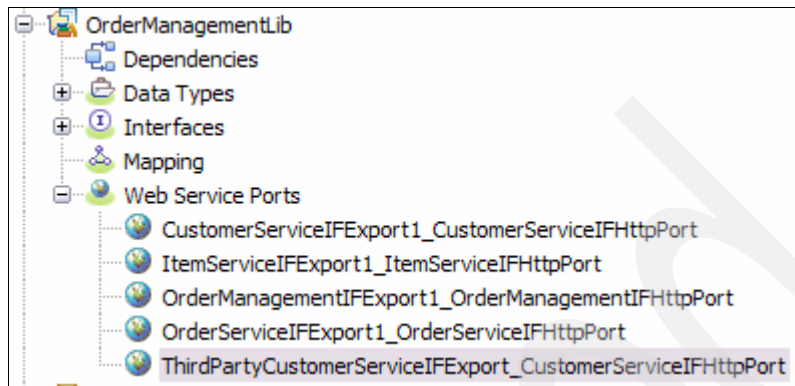 OrderManagementLib
Dependencies
Data Types
Interfaces
Mapping
Web Service Ports
CustomerServiceIFExport1_CustomerServiceIFHttpPort
ItemServiceIFExport1_ItemServiceIFHttpPort
OrderManagementIFExport1_OrderManagementIFHttpPort
OrderServiceIFExport1_OrderServiceIFHttpPort
ThirdPartyCustomerServiceIFExport_CustomerServiceIFHttpPort